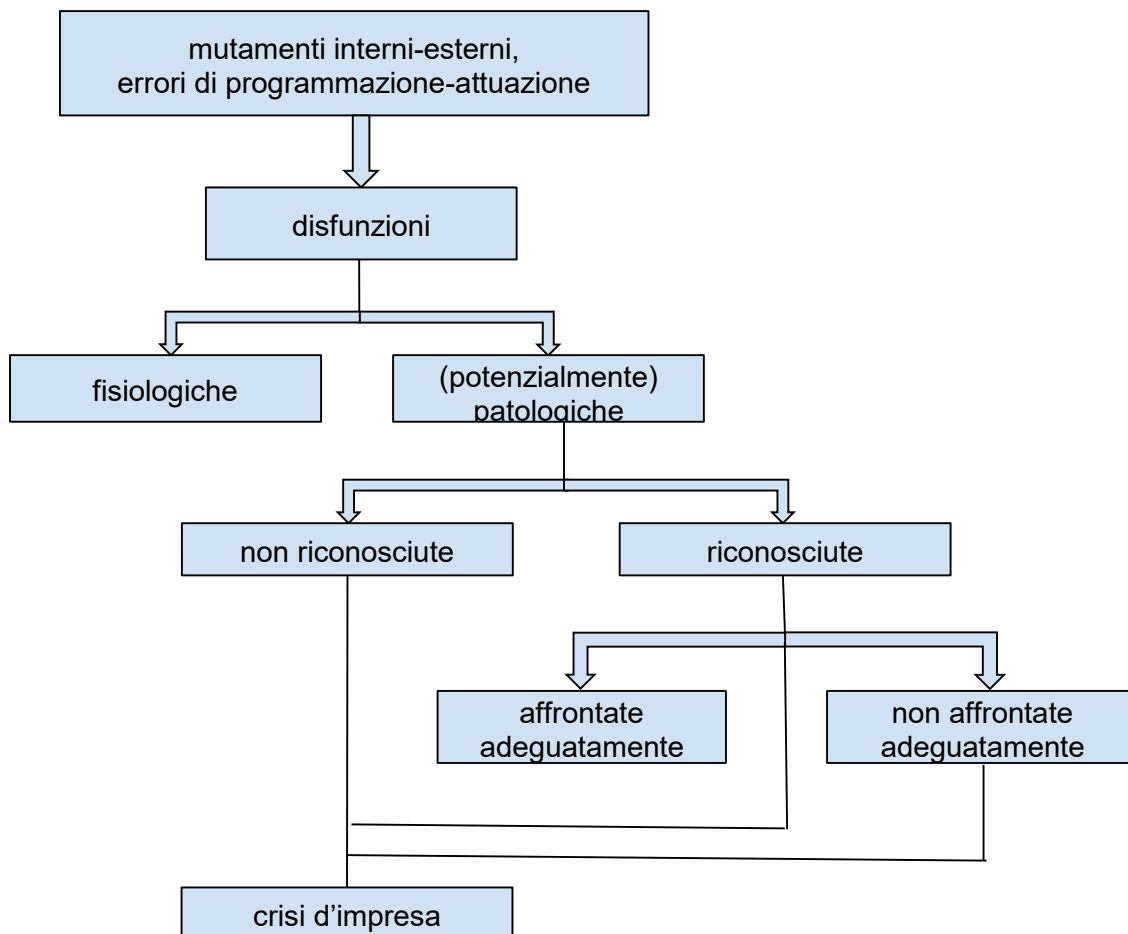 mutamenti interni-esterni,
errori di programmazione-attuazione
disfunzioni
fisiologiche
(potenzialmente)
patologiche
non riconosciute
riconosciute
affrontate
adeguatamente
non affrontate
adeguatamente
crisi d’impresa